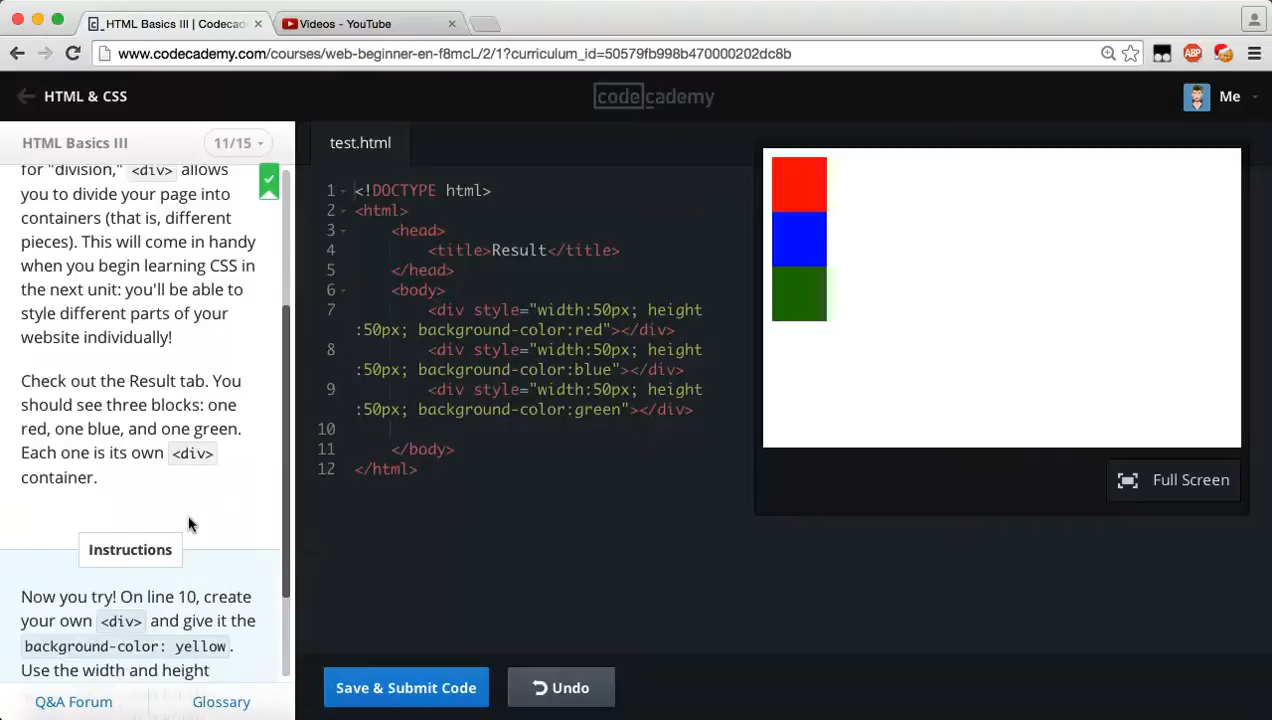 _HTML Basics III | Codecad
Videos - YouTube
www.codecademy.com/courses/web-beginner-en-f8mcL/2/1?curriculum_id=50579fb998b470000202dc8b
ABP
HTML & CSS
codecademy
Me
HTML Basics III
11/15
test.html
for "division," <div> allows
you to divide your page into
containers (that is, different
pieces). This will come in handy
when you begin learning CSS in
the next unit: you'll be able to
style different parts of your
website individually!
Check out the Result tab. You
should see three blocks: one
red, one blue, and one green.
Each one is its own <div>
container.
Instructions
Now you try! On line 10, create
your own <div> and give it the
background-color: yellow.
Use the width and height
Q&A Forum
Glossary
1 <!DOCTYPE html>
2 <html>
3 <head>
4 <title>Result</title>
5 </head>
6 <body>
7 <div style="width:50px; height
:50px; background-color:red"></div>
8 <div style="width:50px; height
:50px; background-color:blue"></div>
9 <div style="width:50px; height
:50px; background-color:green"></div>
10
11 </body>
12 </html>
Full Screen
Save & Submit Code
Undo